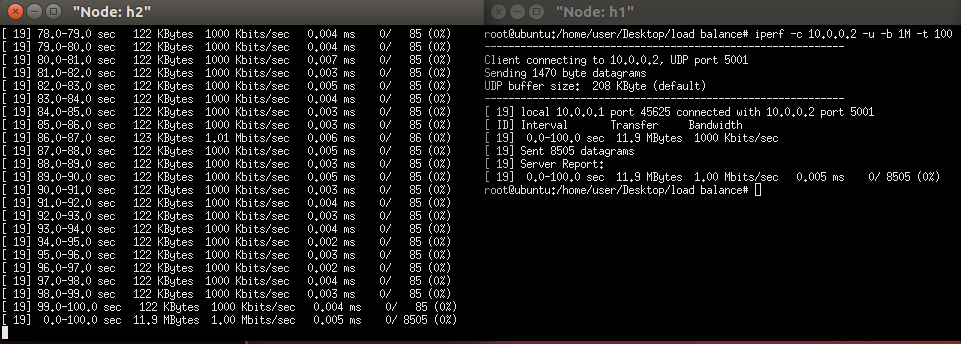 "Node: h2"
[ 19] 78.0-79.0 sec   122 KBytes  1000 Kbits/sec   0.004 ms    0/   85 (0%)
[ 19] 79.0-80.0 sec   122 KBytes  1000 Kbits/sec   0.004 ms    0/   85 (0%)
[ 19] 80.0-81.0 sec   122 KBytes  1000 Kbits/sec   0.007 ms    0/   85 (0%)
[ 19] 81.0-82.0 sec   122 KBytes  1000 Kbits/sec   0.003 ms    0/   85 (0%)
[ 19] 82.0-83.0 sec   122 KBytes  1000 Kbits/sec   0.005 ms    0/   85 (0%)
[ 19] 83.0-84.0 sec   122 KBytes  1000 Kbits/sec   0.004 ms    0/   85 (0%)
[ 19] 84.0-85.0 sec   122 KBytes  1000 Kbits/sec   0.003 ms    0/   85 (0%)
[ 19] 85.0-86.0 sec   122 KBytes  1000 Kbits/sec   0.003 ms    0/   85 (0%)
[ 19] 86.0-87.0 sec   123 KBytes  1.01 Mbits/sec   0.006 ms    0/   86 (0%)
[ 19] 87.0-88.0 sec   122 KBytes  1000 Kbits/sec   0.005 ms    0/   85 (0%)
[ 19] 88.0-89.0 sec   122 KBytes  1000 Kbits/sec   0.003 ms    0/   85 (0%)
[ 19] 89.0-90.0 sec   122 KBytes  1000 Kbits/sec   0.005 ms    0/   85 (0%)
[ 19] 90.0-91.0 sec   122 KBytes  1000 Kbits/sec   0.003 ms    0/   85 (0%)
[ 19] 91.0-92.0 sec   122 KBytes  1000 Kbits/sec   0.004 ms    0/   85 (0%)
[ 19] 92.0-93.0 sec   122 KBytes  1000 Kbits/sec   0.003 ms    0/   85 (0%)
[ 19] 93.0-94.0 sec   122 KBytes  1000 Kbits/sec   0.004 ms    0/   85 (0%)
[ 19] 94.0-95.0 sec   122 KBytes  1000 Kbits/sec   0.002 ms    0/   85 (0%)
[ 19] 95.0-96.0 sec   122 KBytes  1000 Kbits/sec   0.003 ms    0/   85 (0%)
[ 19] 96.0-97.0 sec   122 KBytes  1000 Kbits/sec   0.002 ms    0/   85 (0%)
[ 19] 97.0-98.0 sec   122 KBytes  1000 Kbits/sec   0.004 ms    0/   85 (0%)
[ 19] 98.0-99.0 sec   122 KBytes  1000 Kbits/sec   0.003 ms    0/   85 (0%)
[ 19] 99.0-100.0 sec   122 KBytes  1000 Kbits/sec   0.004 ms    0/   85 (0%)
[ 19]  0.0-100.0 sec  11.9 MBytes  1.00 Mbits/sec   0.005 ms    0/ 8505 (0%)
"Node: h1"
root@ubuntu:/home/user/Desktop/load balance# iperf -c 10.0.0.2 -u -b 1M -t 100
------------------------------------------------------------
Client connecting to 10.0.0.2, UDP port 5001
Sending 1470 byte datagrams
UDP buffer size:  208 KByte (default)
------------------------------------------------------------
[ 19] local 10.0.0.1 port 45625 connected with 10.0.0.2 port 5001
[ ID] Interval       Transfer     Bandwidth
[ 19]  0.0-100.0 sec  11.9 MBytes  1000 Kbits/sec
[ 19] Sent 8505 datagrams
[ 19] Server Report:
[ 19]  0.0-100.0 sec  11.9 MBytes  1.00 Mbits/sec   0.005 ms    0/ 8505 (0%)
root@ubuntu:/home/user/Desktop/load balance#